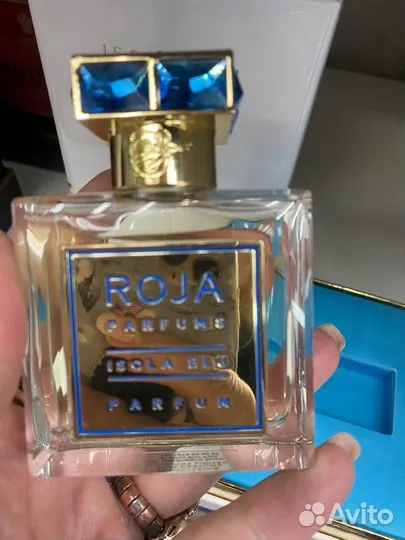 ROJA
PARFUMS
ISOLA BLU
PARFUM
Avito